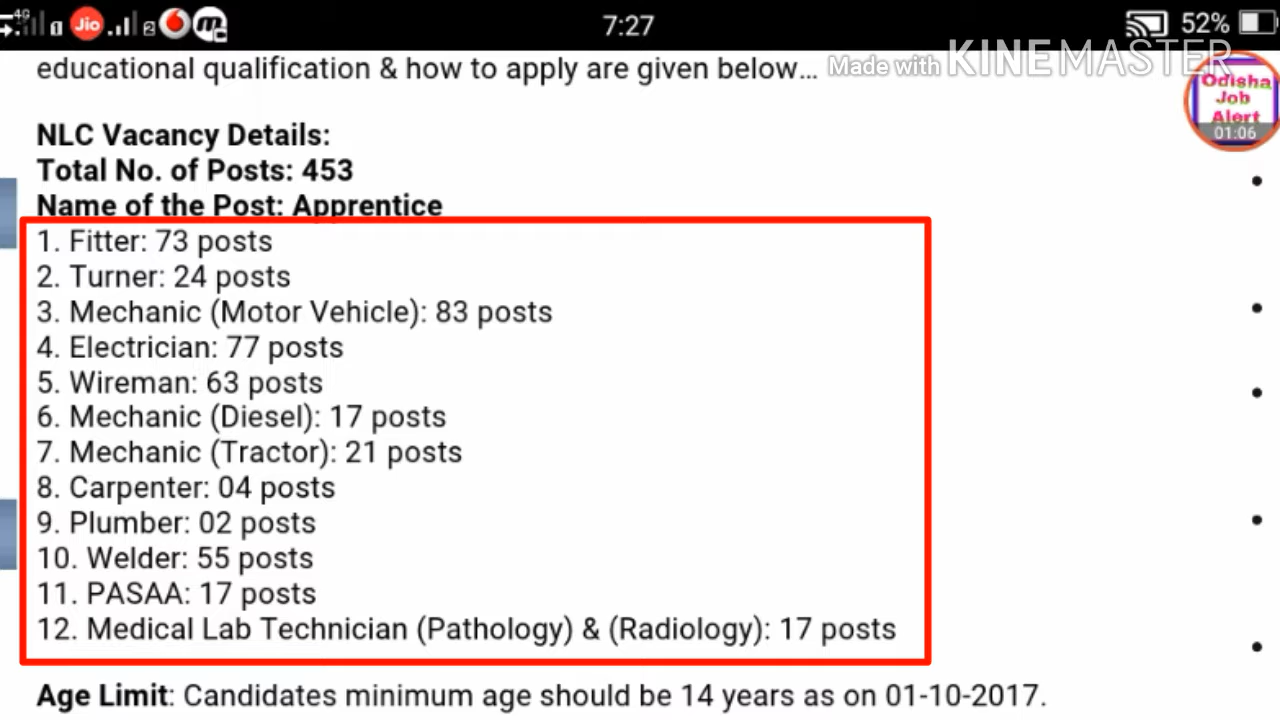 4G 1 Jio 2 7:27 52%
educational qualification & how to apply are given below...
Made with KINEMASTER
Odisha
Job
Alert
01:06
NLC Vacancy Details:
Total No. of Posts: 453
Name of the Post: Apprentice
1. Fitter: 73 posts
2. Turner: 24 posts
3. Mechanic (Motor Vehicle): 83 posts
4. Electrician: 77 posts
5. Wireman: 63 posts
6. Mechanic (Diesel): 17 posts
7. Mechanic (Tractor): 21 posts
8. Carpenter: 04 posts
9. Plumber: 02 posts
10. Welder: 55 posts
11. PASAA: 17 posts
12. Medical Lab Technician (Pathology) & (Radiology): 17 posts
Age Limit: Candidates minimum age should be 14 years as on 01-10-2017.